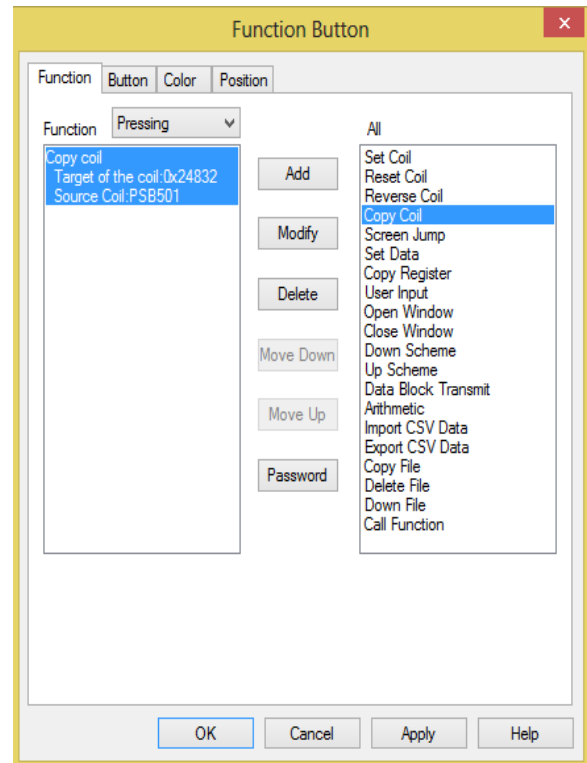 Function Button
Function Button Color Position
Function Pressing
All
Copy coil
Target of the coil:0x24832
Source Coil:PSB501
Add
Modify
Delete
Move Down
Move Up
Password
Set Coil
Reset Coil
Reverse Coil
Copy Coil
Screen Jump
Set Data
Copy Register
User Input
Open Window
Close Window
Down Scheme
Up Scheme
Data Block Transmit
Arithmetic
Import CSV Data
Export CSV Data
Copy File
Delete File
Down File
Call Function
OK Cancel Apply Help